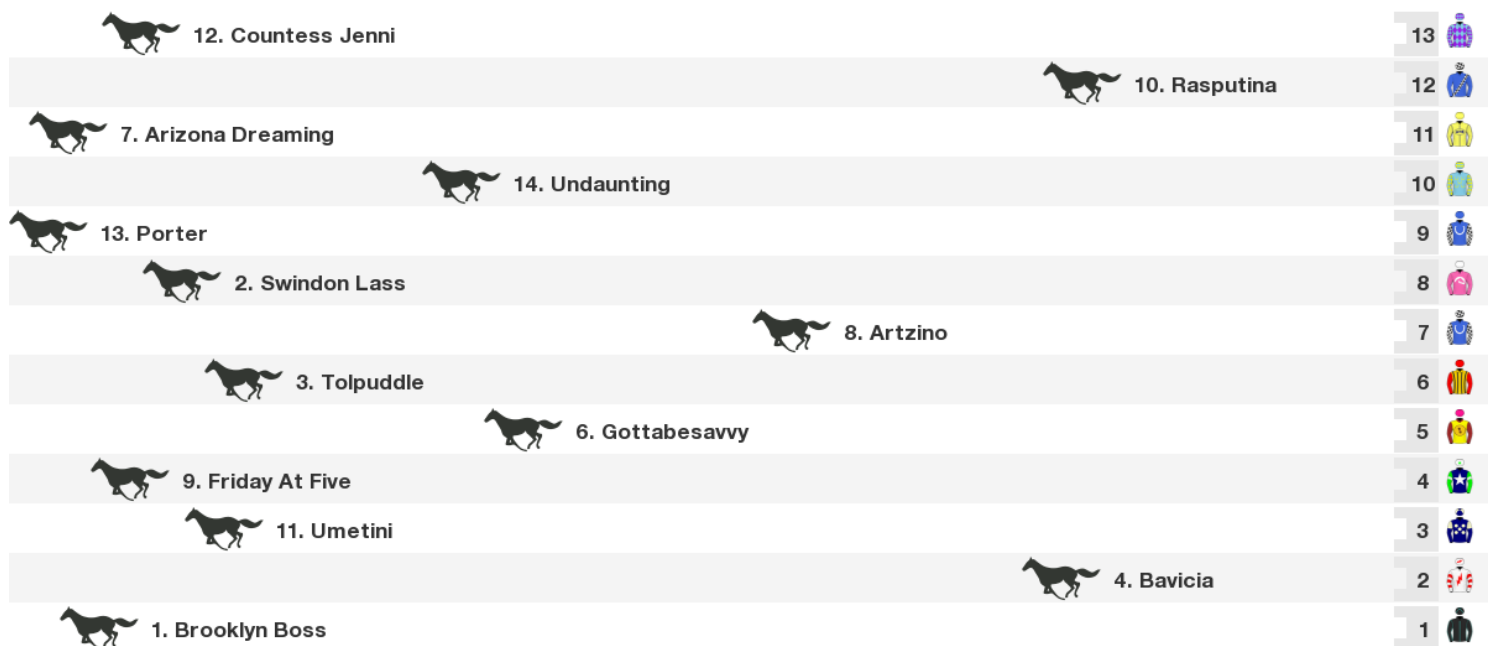 12. Countess Jenni 13
10. Rasputina 12
7. Arizona Dreaming 11
14. Undaunting 10
13. Porter 9
2. Swindon Lass 8
8. Artzino 7
3. Tolpuddle 6
6. Gottabesavvy 5
9. Friday At Five 4
11. Umetini 3
4. Bavicia 2
1. Brooklyn Boss 1